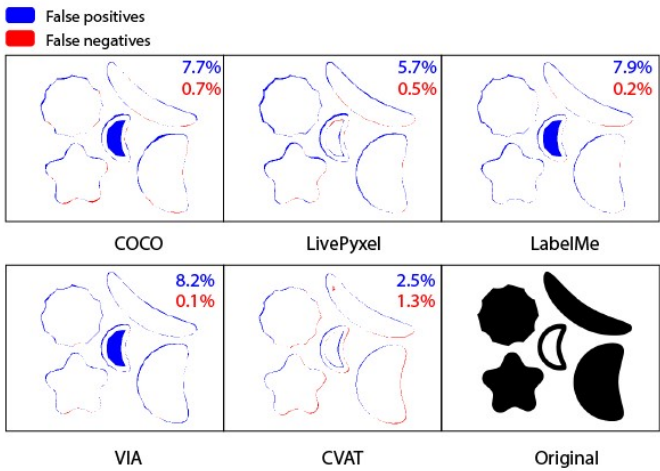 False positives
False negatives
7.7%
0.7%
5.7%
0.5%
7.9%
0.2%
COCO
LivePyxel
LabelMe
8.2%
0.1%
2.5%
1.3%
VIA
CVAT
Original